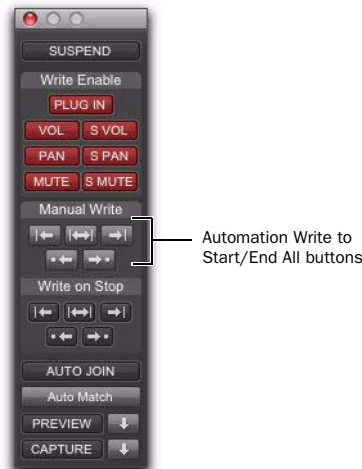 SUSPEND
Write Enable
PLUG IN
VOL S VOL
PAN S PAN
MUTE S MUTE
Manual Write
Automation Write to
Start/End All buttons
Write on Stop
AUTO JOIN
Auto Match
PREVIEW
CAPTURE